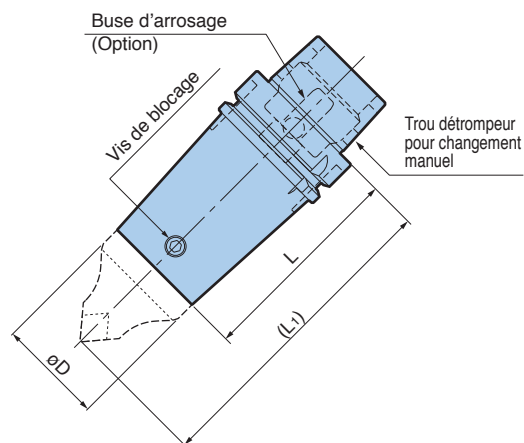 Buse d'arrosage
(Option)
Vis de blocage
Trou détrompeur
pour changement
manuel
L
(L1)
øD